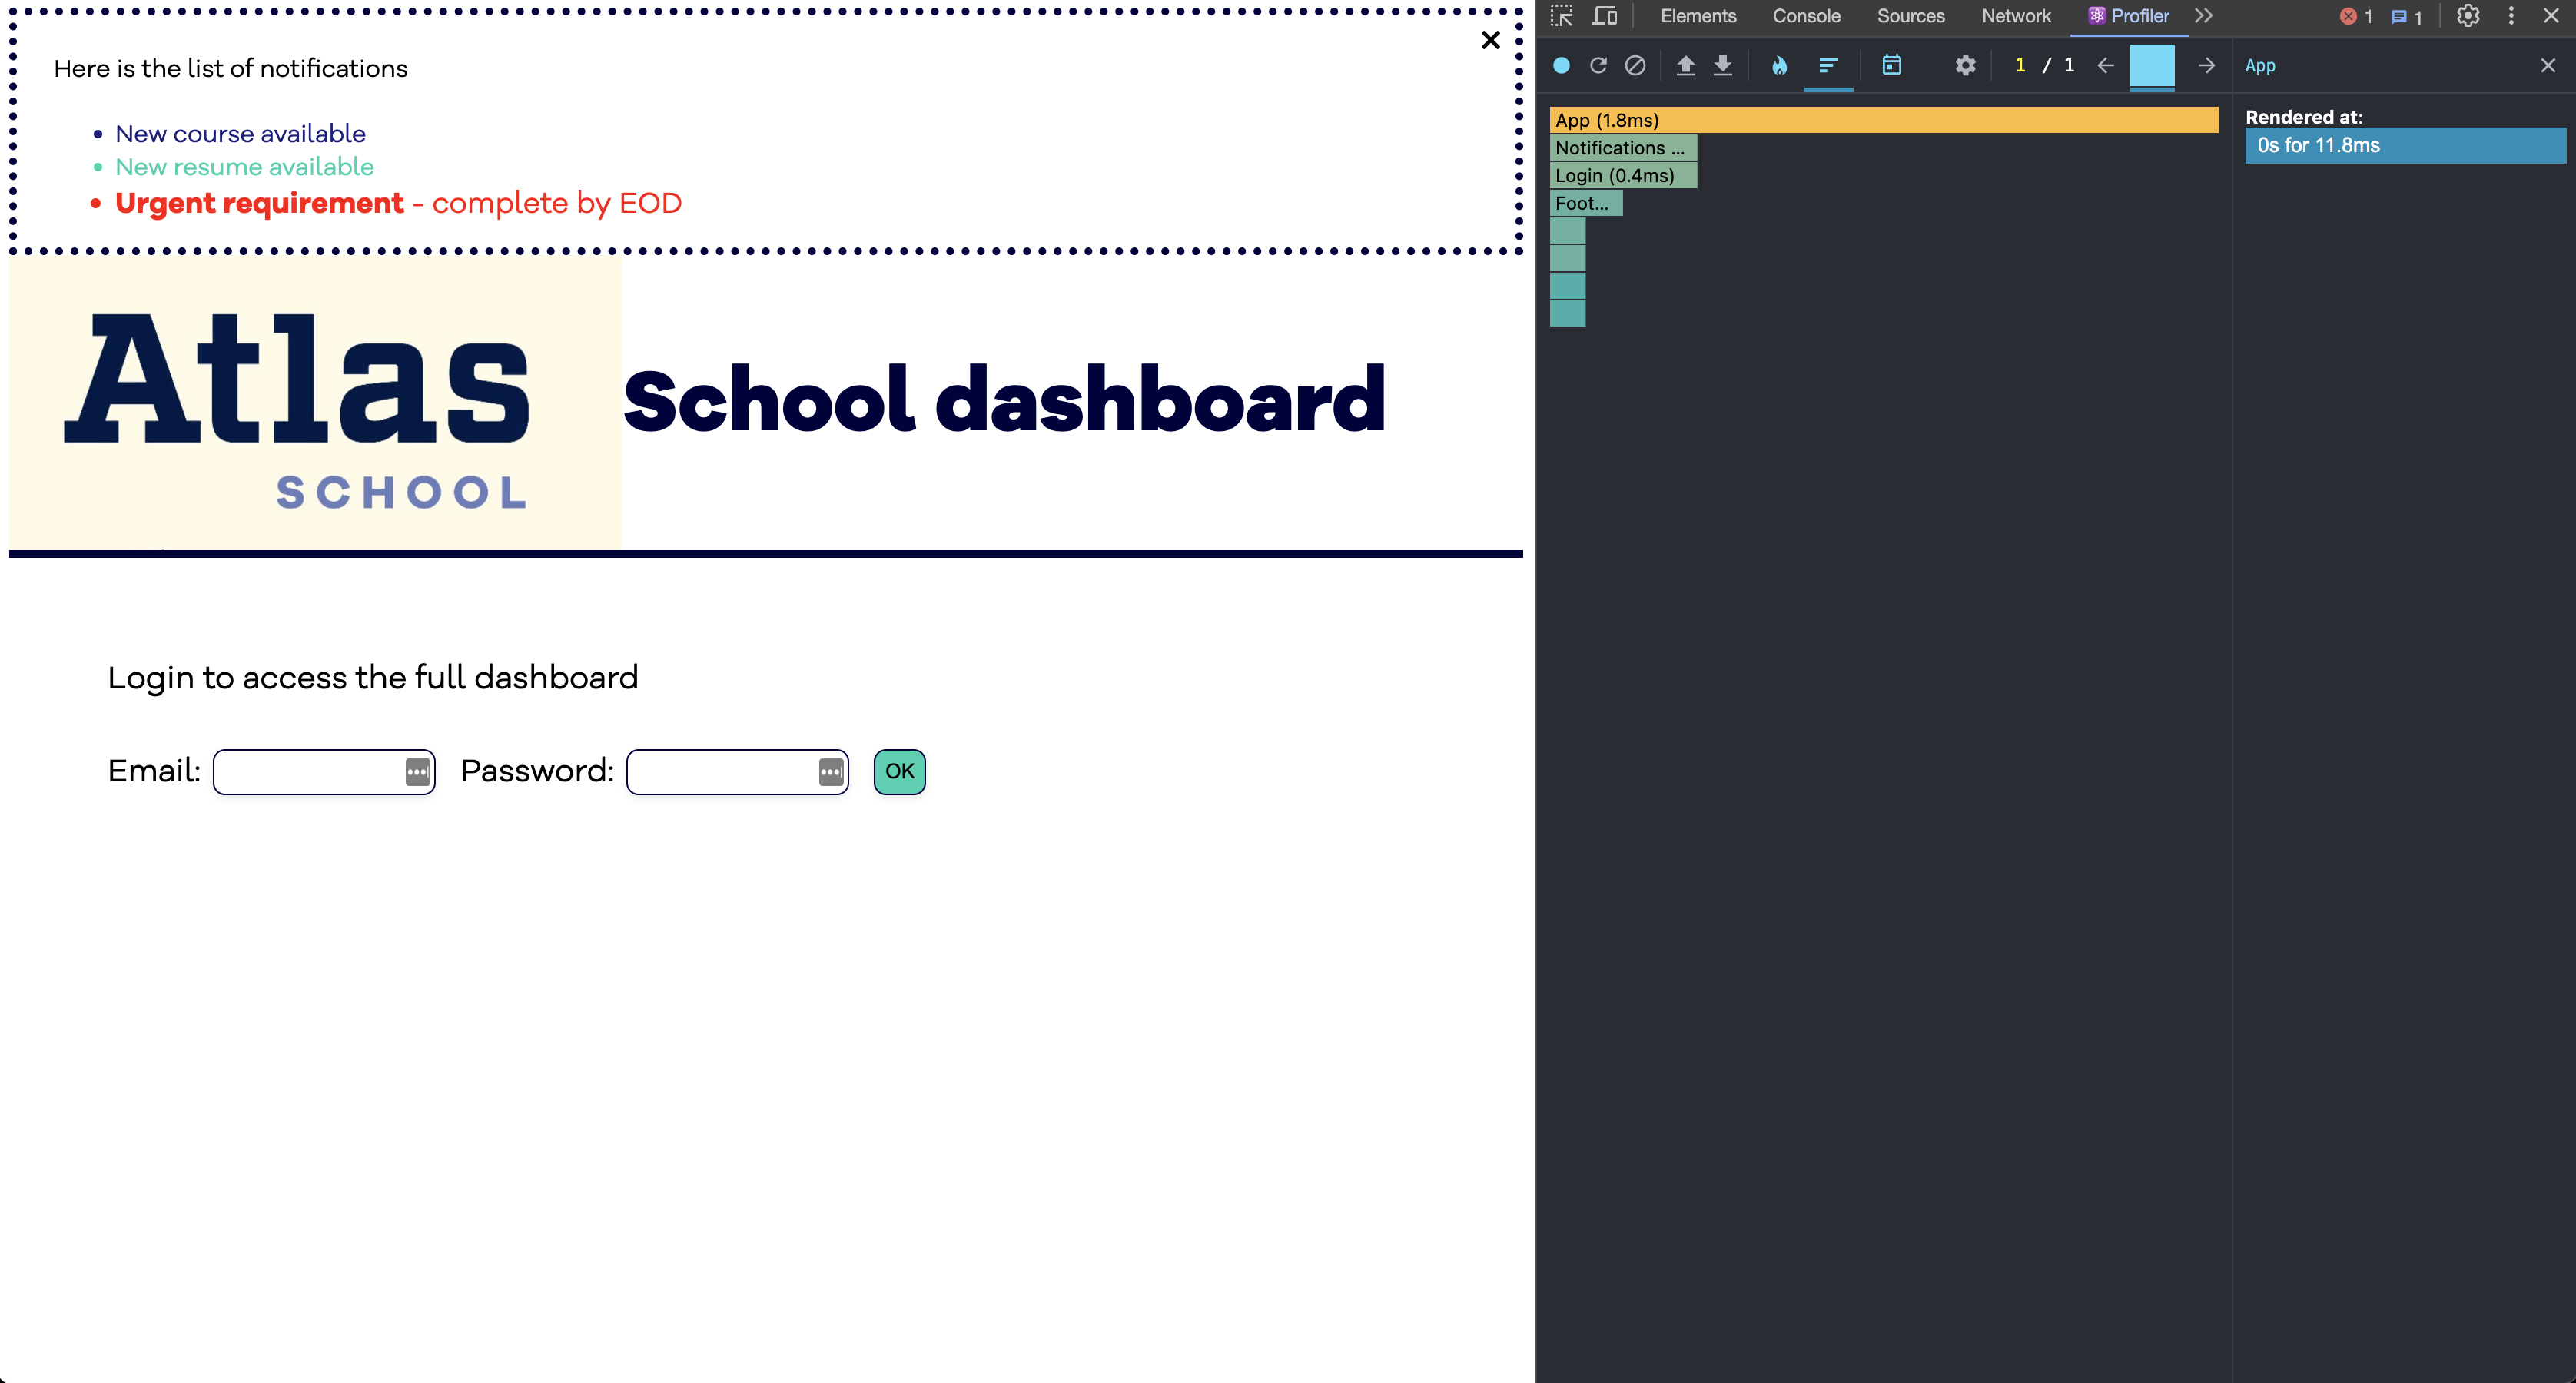 Here is the list of notifications
New course available
New resume available
Urgent requirement - complete by EOD
Atlas
SCHOOL
School dashboard
Login to access the full dashboard
Email: Password: OK
Elements Console Sources Network Profiler 1 1
1 / 1
App
App (1.8ms)
Notifications ...
Login (0.4ms)
Foot...
Rendered at:
0s for 11.8ms